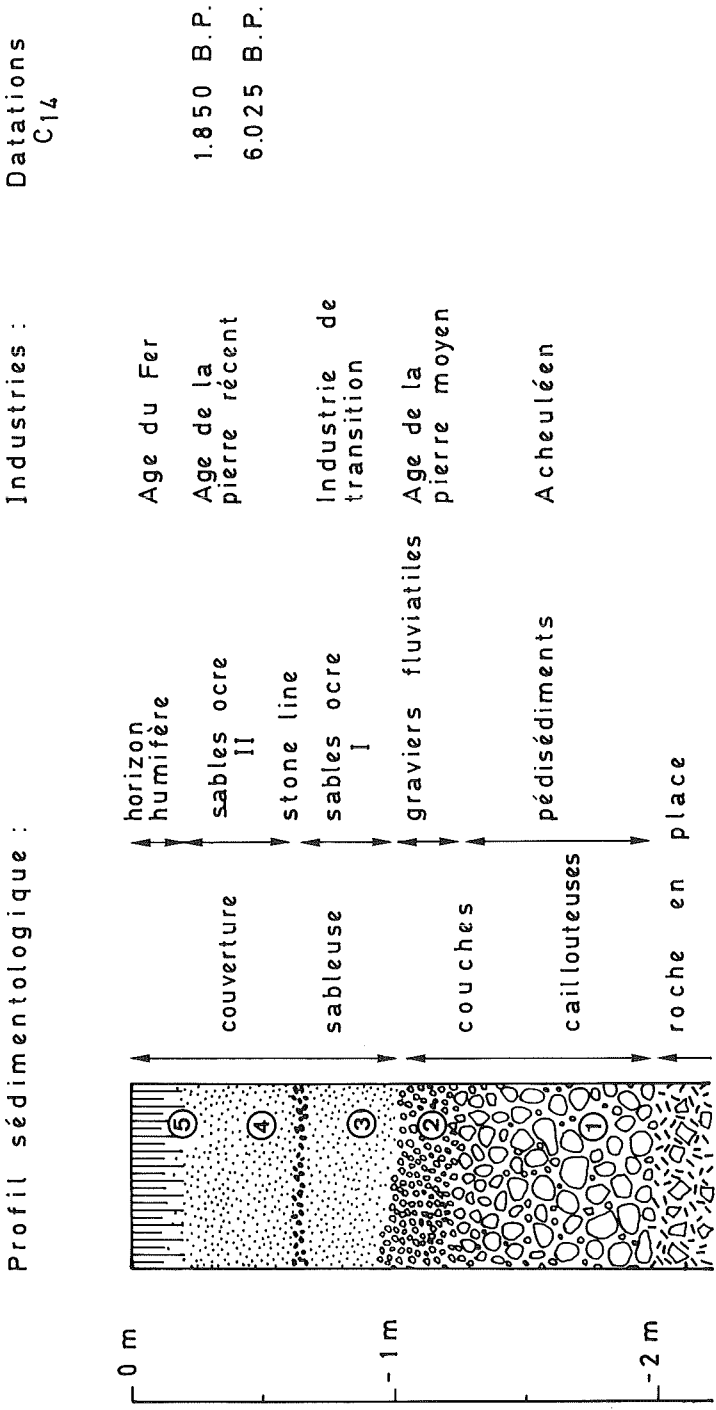 Profil sédimentologique :
Industries :
Datations
C14
0 m
- 1 m
- 2 m
5
4
3
2
1
couverture
sableuse
couches
caillouteuses
roche en place
horizon
humifère
sables ocre
II
stone line
sables ocre
I
graviers fluviatiles
pédisédiments
Age du Fer
Age de la
pierre récent
Industrie de
transition
Age de la
pierre moyen
Acheuléen
1.850 B.P.
6.025 B.P.